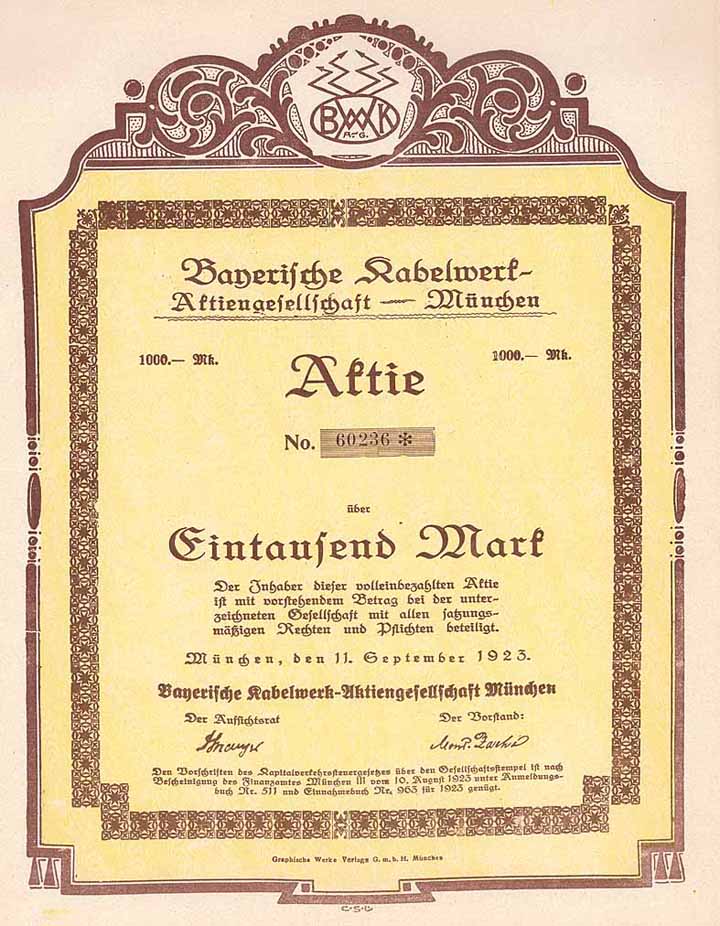 BWK
A.-G.
Bayerische Kabelwerk-
Aktiengesellschaft — München
1000.— Mk.
1000.— Mk.
Aktie
No. 60236 *
über
Eintausend Mark
Der Inhaber dieser volleinbezahlten Aktie
ist mit vorstehendem Betrag bei der unter-
zeichneten Gesellschaft mit allen satzungs-
mäßigen Rechten und Pflichten beteiligt.
München, den 11. September 1923.
Bayerische Kabelwerk-Aktiengesellschaft München
Der Aufsichtsrat
Der Vorstand:
Den Vorschriften des Kapitalverkehrsteuergesetzes über den Gesellschaftsstempel ist nach
Bescheinigung des Finanzamtes München III vom 10. August 1923 unter Anmeldungs-
buch Nr. 511 und Einnahmebuch Nr. 963 für 1923 genügt.
Graphische Werke Verlags G. m. b. H. München